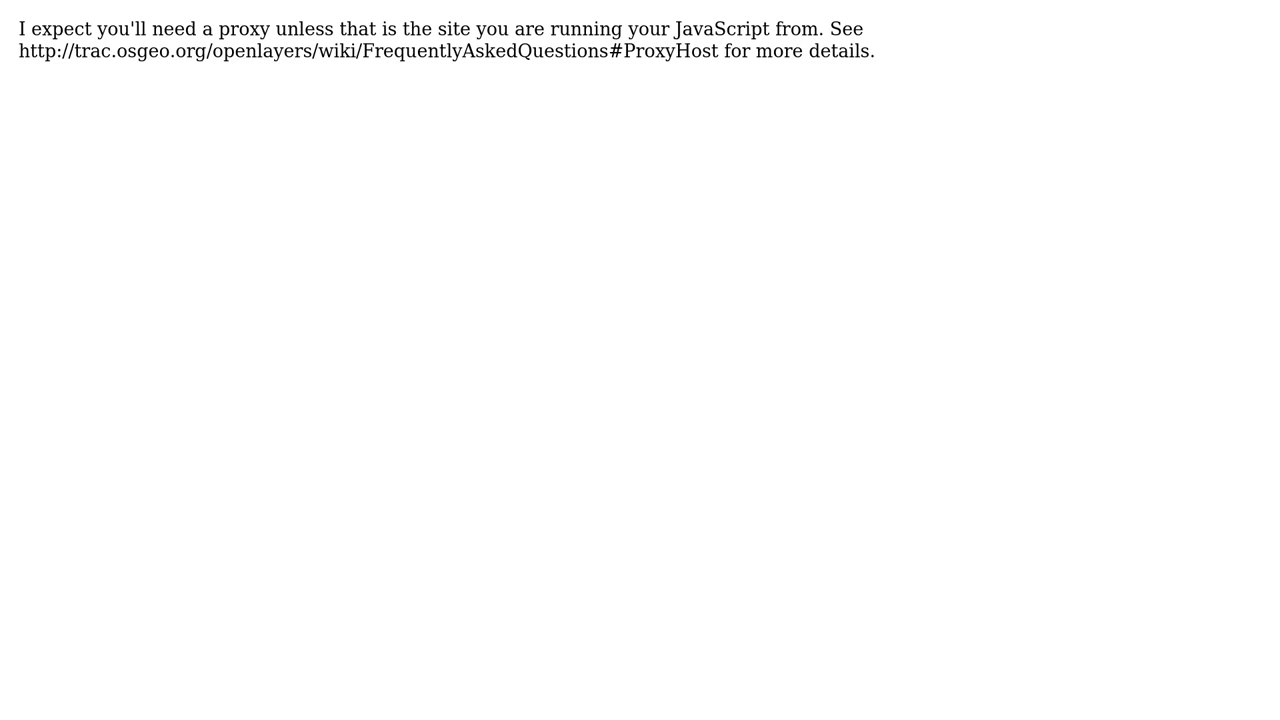 I expect you'll need a proxy unless that is the site you are running your JavaScript from. See
http://trac.osgeo.org/openlayers/wiki/FrequentlyAskedQuestions#ProxyHost for more details.